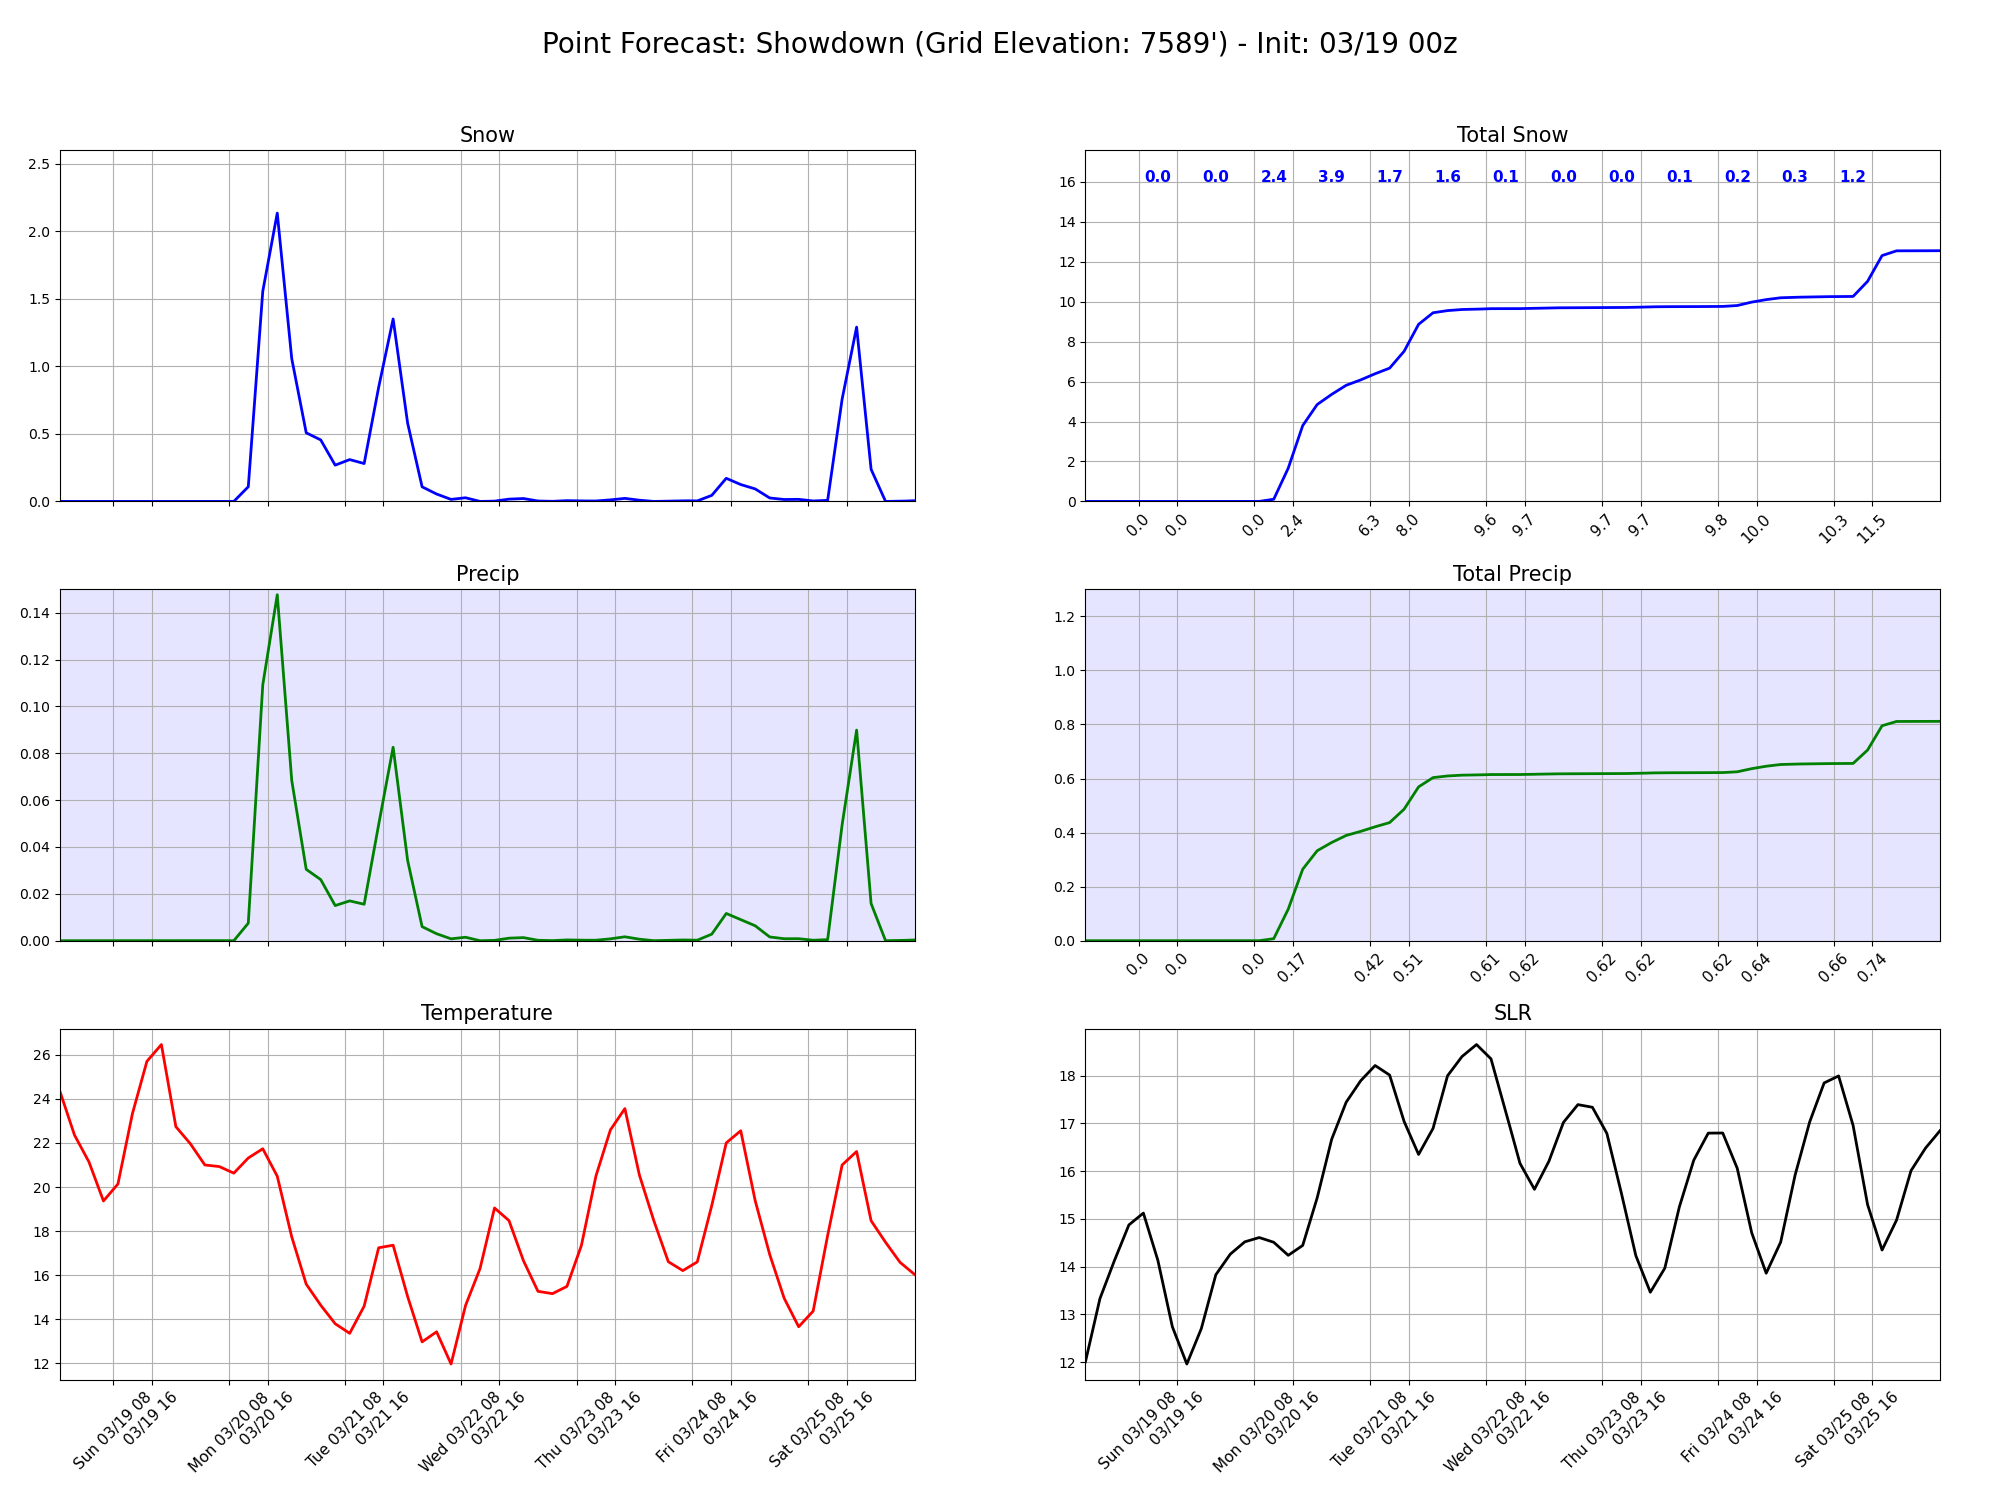 Point Forecast: Showdown (Grid Elevation: 7589') - Init: 03/19 00z
Snow
2.5
2.0
1.5
1.0
0.5
0.0
Total Snow
0.0 0.0 2.4 3.9 1.7 1.6 0.1 0.0 0.0 0.1 0.2 0.3 1.2
16
14
12
10
8
6
4
2
0
0.0 0.0 0.0 2.4 6.3 8.0 9.6 9.7 9.7 9.7 9.8 10.0 10.3 11.5
Precip
0.14
0.12
0.10
0.08
0.06
0.04
0.02
0.00
Total Precip
1.2
1.0
0.8
0.6
0.4
0.2
0.0
0.0 0.0 0.0 0.17 0.42 0.51 0.61 0.62 0.62 0.62 0.62 0.64 0.66 0.74
Temperature
26
24
22
20
18
16
14
12
Sun 03/19 08
03/19 16
Mon 03/20 08
03/20 16
Tue 03/21 08
03/21 16
Wed 03/22 08
03/22 16
Thu 03/23 08
03/23 16
Fri 03/24 08
03/24 16
Sat 03/25 08
03/25 16
SLR
18
17
16
15
14
13
12
Sun 03/19 08
03/19 16
Mon 03/20 08
03/20 16
Tue 03/21 08
03/21 16
Wed 03/22 08
03/22 16
Thu 03/23 08
03/23 16
Fri 03/24 08
03/24 16
Sat 03/25 08
03/25 16